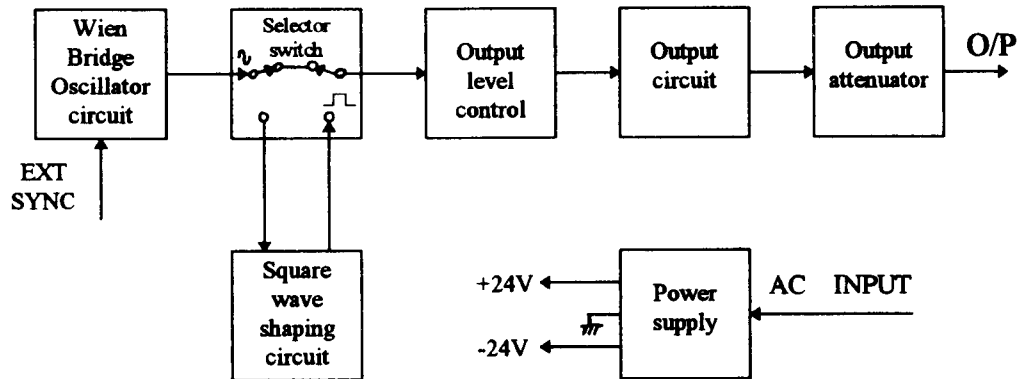 Wien
Bridge
Oscillator
circuit
EXT
SYNC
Selector
switch
Square
wave
shaping
circuit
Output
level
control
Output
circuit
Output
attenuator
O/P
+24V
-24V
Power
supply
AC INPUT